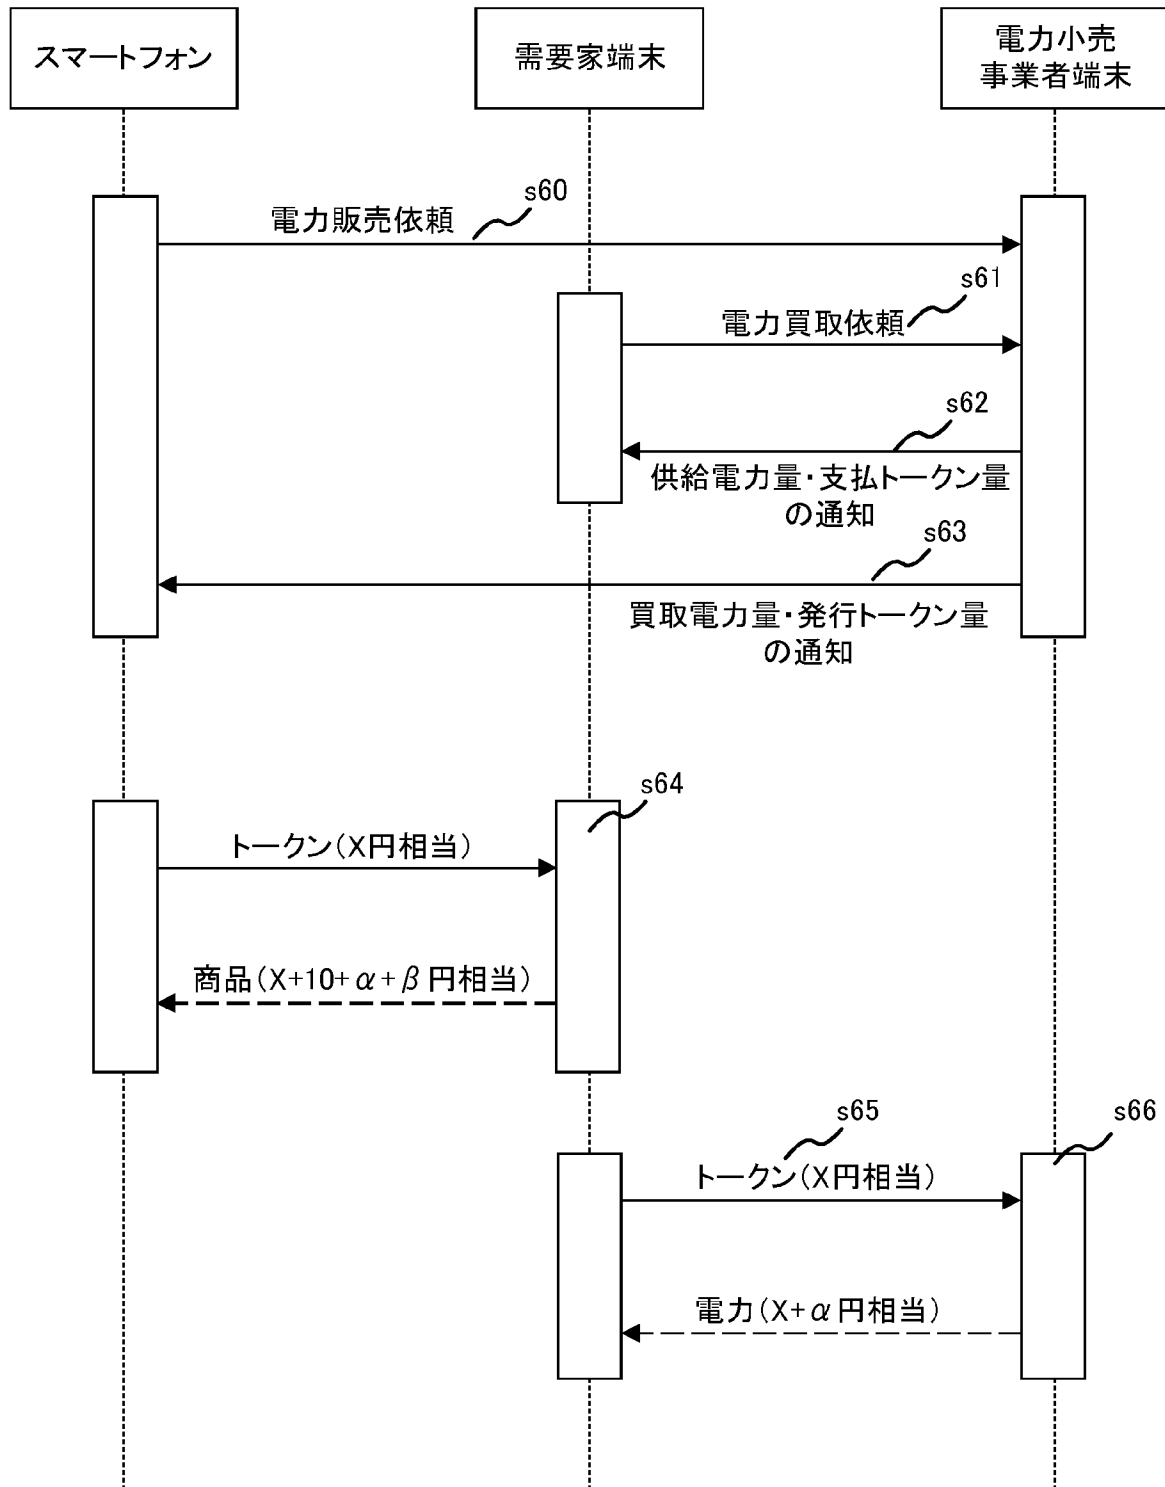 スマートフォン
需要家端末
電力小売
事業者端末
s60
電力販売依頼
s61
電力買取依頼
s62
供給電力量・支払トークン量
の通知
s63
買取電力量・発行トークン量
の通知
s64
トークン(X円相当)
商品(X+10+α+β円相当)
s65
s66
トークン(X円相当)
電力(X+α円相当)